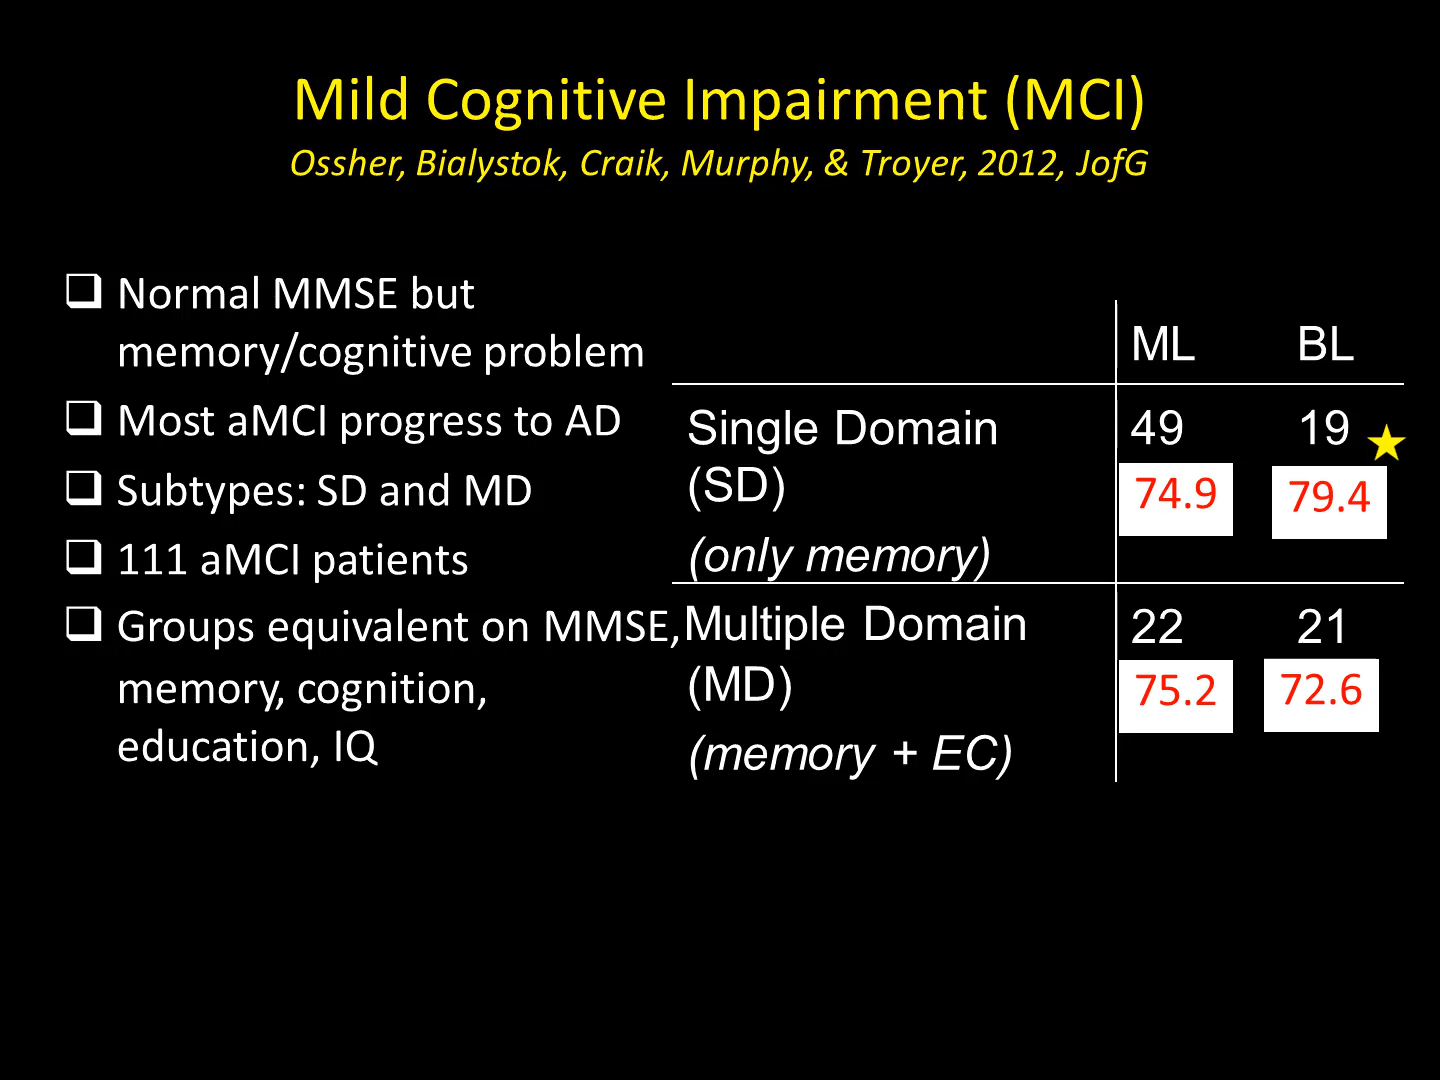 Mild Cognitive Impairment (MCI)
Ossher, Bialystok, Craik, Murphy, & Troyer, 2012, JofG
Normal MMSE but
memory/cognitive problem
Most aMCI progress to AD
Subtypes: SD and MD
111 aMCI patients
Groups equivalent on MMSE,
memory, cognition,
education, IQ
ML BL
Single Domain 49 19
(SD) 74.9 79.4
(only memory)
Multiple Domain 22 21
(MD) 75.2 72.6
(memory + EC)